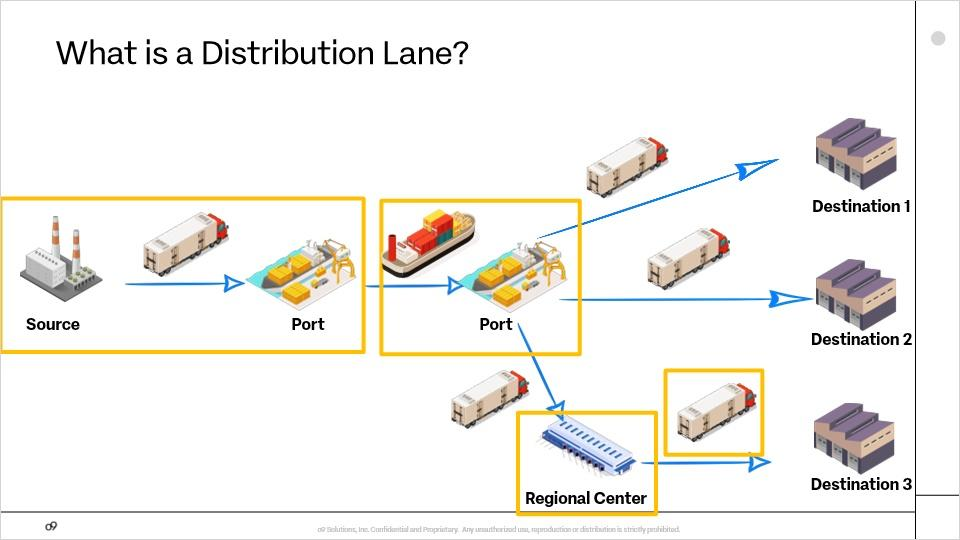 What is a Distribution Lane?
Destination 1
Source
Port
Port
Destination 2
Regional Center
Destination 3
o9
o9 Solutions, Inc. Confidential and Proprietary. Any unauthorized use, reproduction or distribution is strictly prohibited.